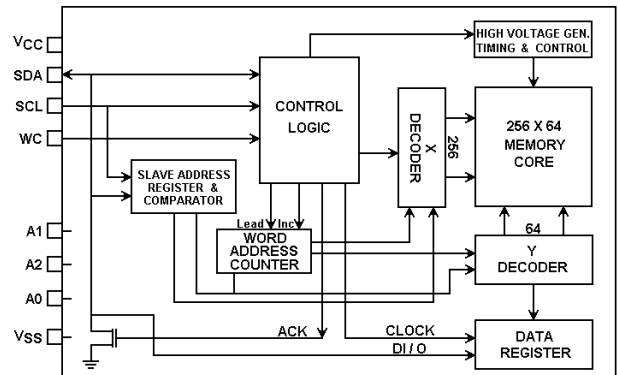 VCC
SDA
SCL
WC
A1
A2
A0
VSS
HIGH VOLTAGE GEN.
TIMING & CONTROL
CONTROL
LOGIC
X
DECODER
256
256 X 64
MEMORY
CORE
SLAVE ADDRESS
REGISTER &
COMPARATOR
Lead Inc
WORD
ADDRESS
COUNTER
64
Y
DECODER
ACK
CLOCK
DI / O
DATA
REGISTER